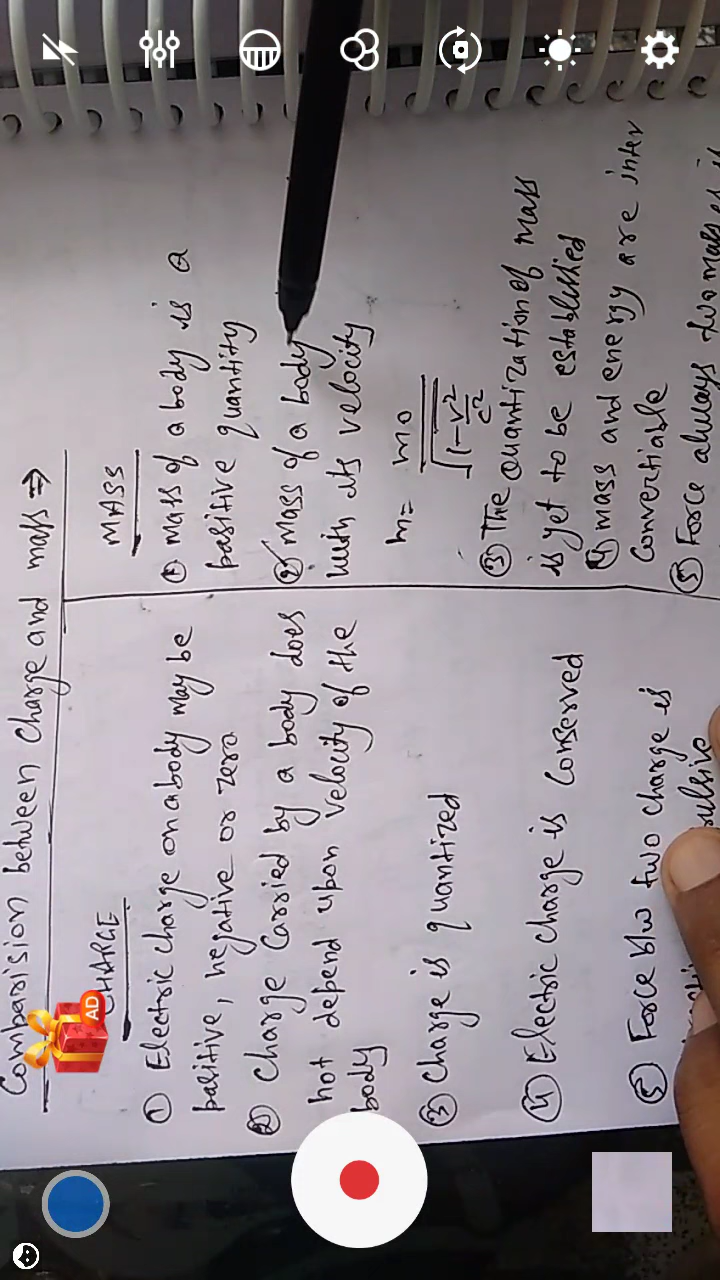 Comparision between charge and mass ⇒
CHARGE
① Electric charge on a body may be
positive, negative or zero
② Charge Carried by a body does
not depend upon velocity of the
body
③ Charge is quantized
④ Electric charge is conserved
⑤ Force b/w two charge is
MASS
① mass of a body is a
positive quantity
② Mass of a body
with its velocity
m = m0
√1-v²/c²
③ The quantization of mass
is yet to be established
④ mass and energy are inter
Convertiable
⑤ Force always two masses is
AD